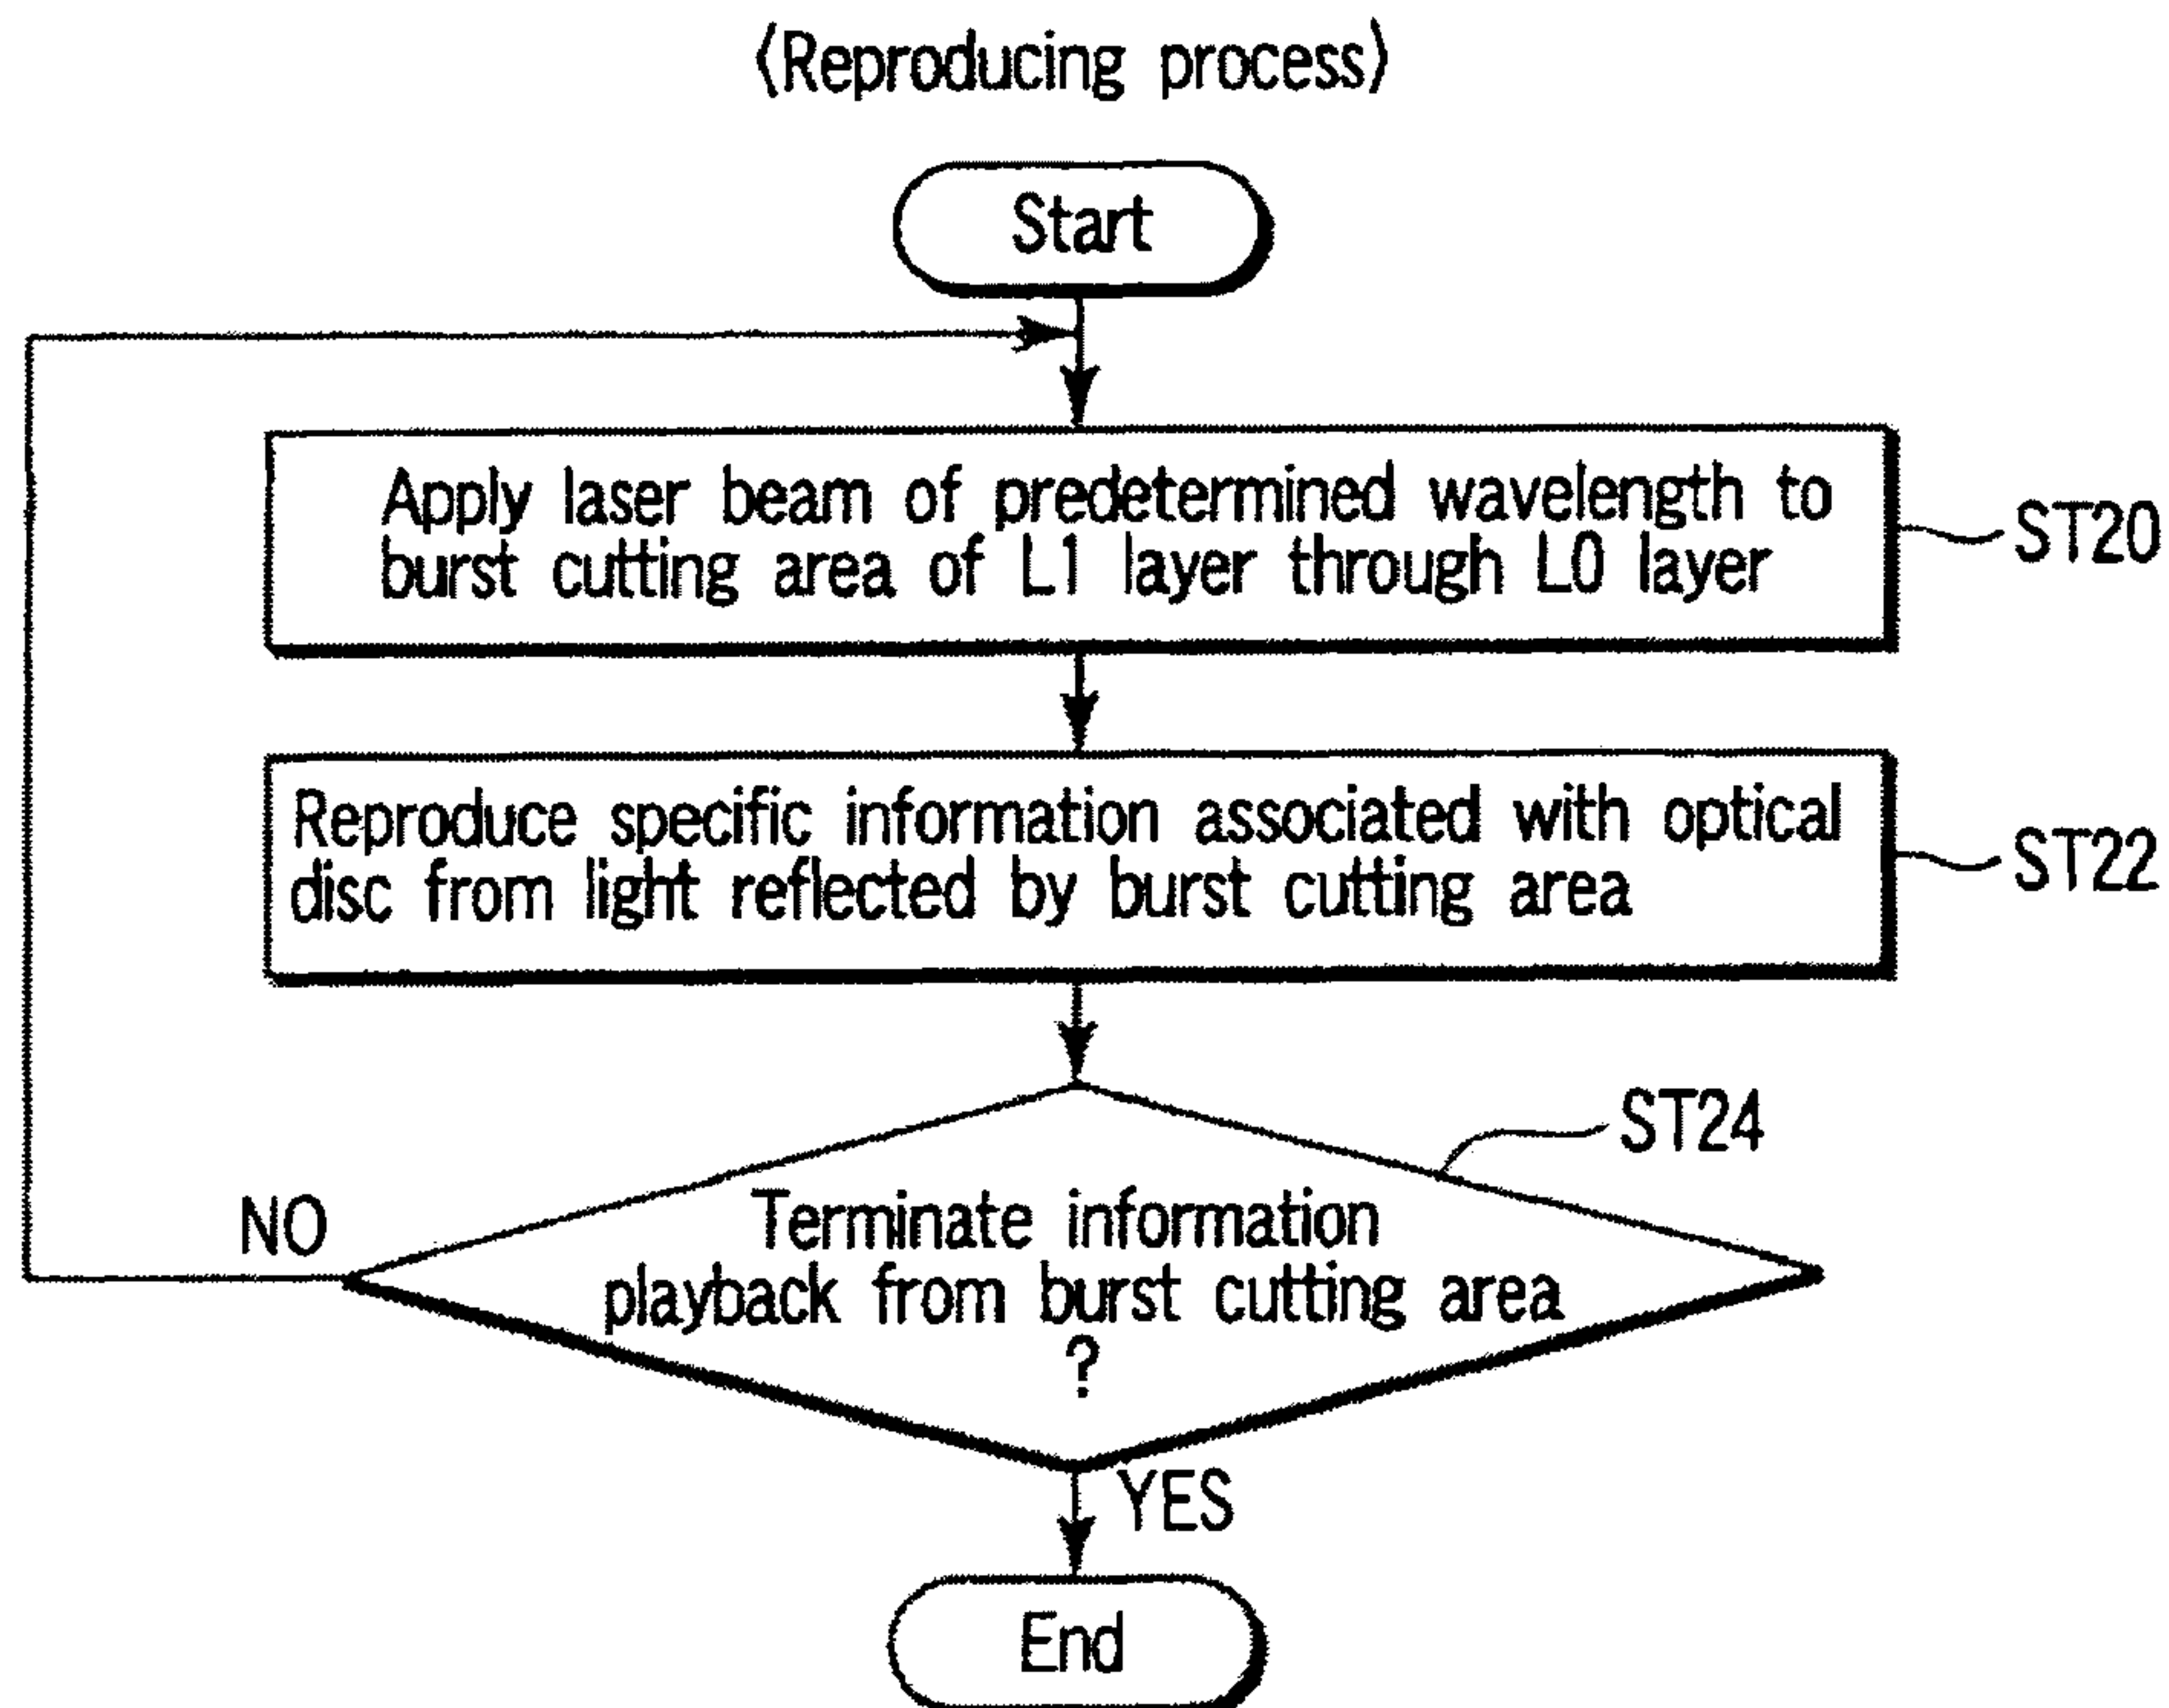 (Reproducing process)
Start
Apply laser beam of predetermined wavelength to
burst cutting area of L1 layer through L0 layer
ST20
Reproduce specific information associated with optical
disc from light reflected by burst cutting area
ST22
ST24
NO
Terminate information
playback from burst cutting area
?
YES
End